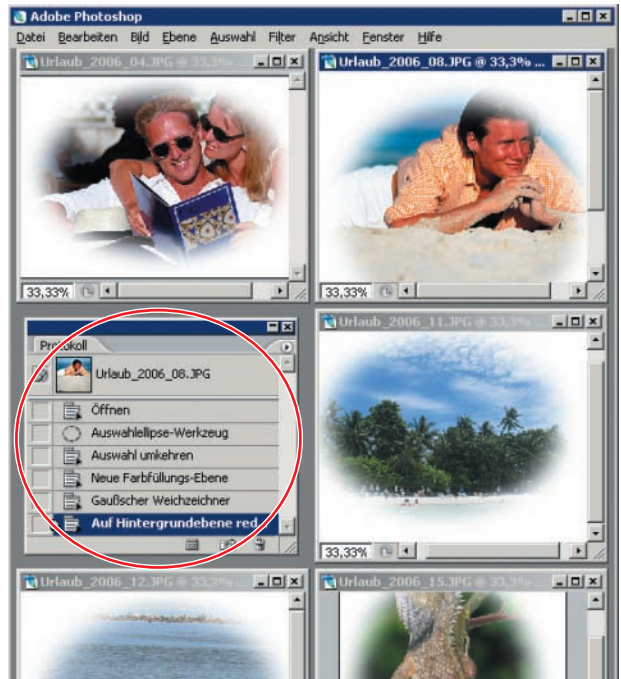 Adobe Photoshop
Datei Bearbeiten Bild Ebene Auswahl Filter Ansicht Fenster Hilfe
Urlaub_2006_04.JPG @ 33,3% ...
Urlaub_2006_08.JPG @ 33,3% ...
33,33%
33,33%
Protokoll
Urlaub_2006_08.JPG
Öffnen
Auswahlellipse-Werkzeug
Auswahl umkehren
Neue Farbfüllungs-Ebene
Gaußscher Weichzeichner
Auf Hintergrundebene red...
Urlaub_2006_11.JPG @ 33,3% ...
33,33%
Urlaub_2006_12.JPG @ 33,3% ...
Urlaub_2006_15.JPG @ 33,3% ...